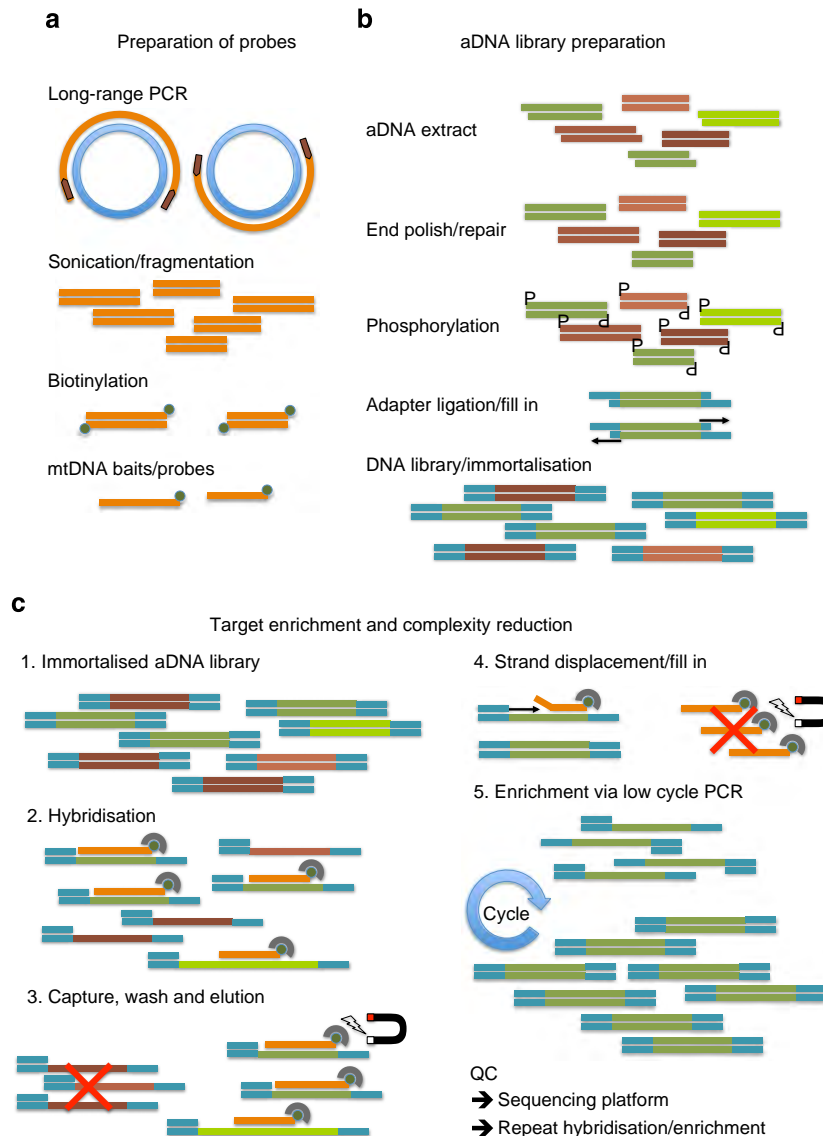 a
Preparation of probes
Long-range PCR
Sonication/fragmentation
Biotinylation
mtDNA baits/probes
b
aDNA library preparation
aDNA extract
End polish/repair
Phosphorylation
P
P
P
P
P
P
P
P
P
P
P
P
Adapter ligation/fill in
DNA library/immortalisation
c
Target enrichment and complexity reduction
1. Immortalised aDNA library
2. Hybridisation
3. Capture, wash and elution
4. Strand displacement/fill in
5. Enrichment via low cycle PCR
Cycle
QC
➔ Sequencing platform
➔ Repeat hybridisation/enrichment